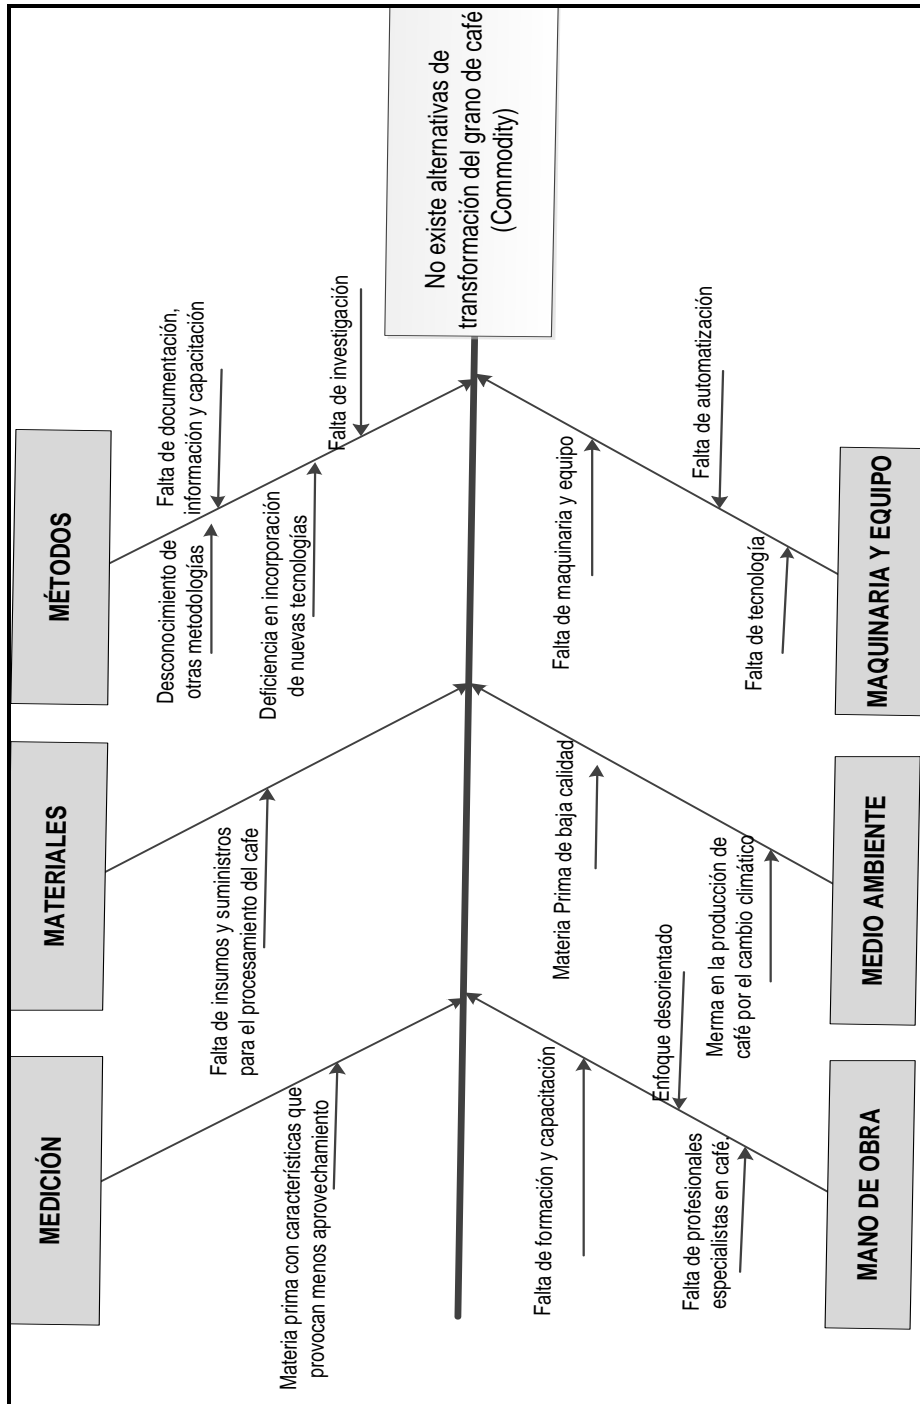 MEDICIÓN
MATERIALES
MÉTODOS
Materia prima con características que
provocan menos aprovechamiento
Falta de insumos y suministros
para el procesamiento del cafe
Desconocimiento de
otras metodologías
Falta de documentación,
información y capacitación
Deficiencia en incorporación
de nuevas tecnologías
Falta de investigación
No existe alternativas de
transformación del grano de café
(Commodity)
Falta de formación y capacitación
Enfoque desorientado
Falta de profesionales
especialistas en café.
Materia Prima de baja calidad
Merma en la producción de
café por el cambio climático
Falta de maquinaria y equipo
Falta de automatización
Falta de tecnología
MANO DE OBRA
MEDIO AMBIENTE
MAQUINARIA Y EQUIPO